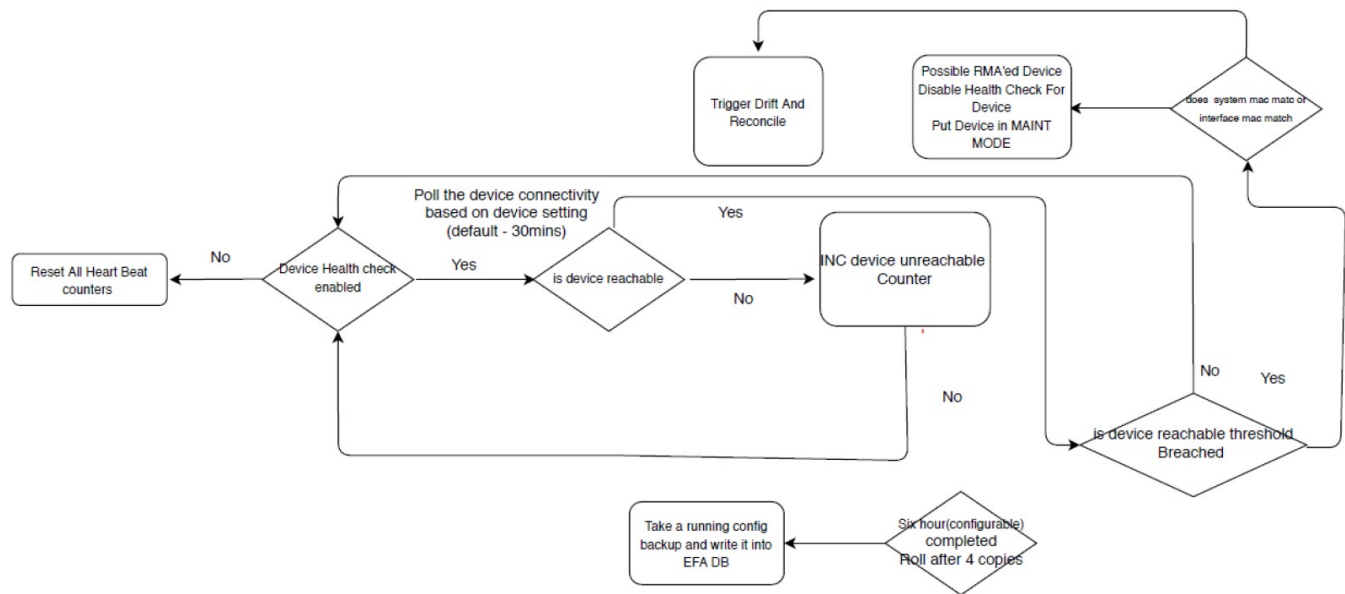 Trigger Drift And
Reconcile
Possible RMA'ed Device
Disable Health Check For
Device
Put Device in MAINT
MODE
does system mac matc or
interface mac match
Poll the device connectivity
based on device setting
(default - 30mins)
Yes
No
Reset All Heart Beat
counters
Device Health check
enabled
Yes
is device reachable
No
INC device unreachable
Counter
No
No
Yes
is device reachable threshold
Breached
Take a running config
backup and write it into
EFA DB
Six hour(configurable)
completed
Roll after 4 copies